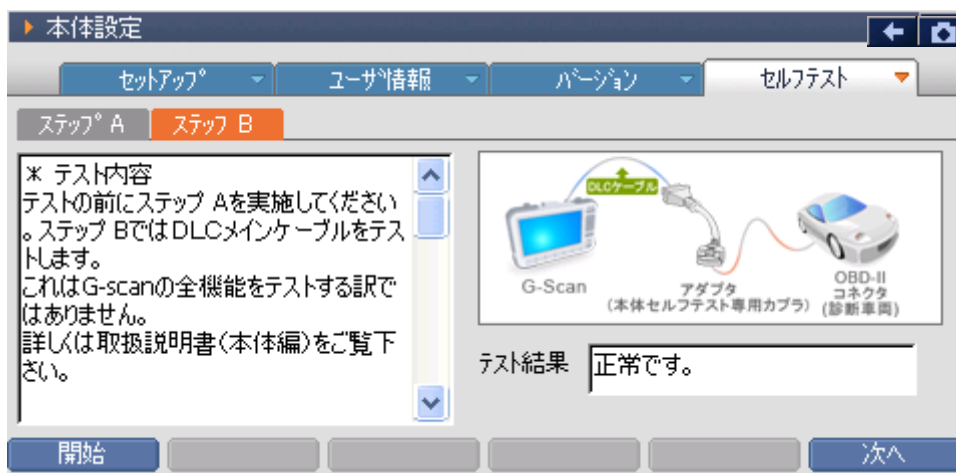 本体設定
セットアップ
ユーザ情報
バージョン
セルフテスト
ステップ A
ステップ B
* テスト内容
テストの前にステップ Aを実施してください
。ステップ BではDLCメインケーブルをテス
トします。
これはG-scanの全機能をテストする訳で
はありません。
詳しくは取扱説明書(本体編)をご覧下
さい。
DLCケーブル
G-Scan
アダプタ
(本体セルフテスト専用カプラ)
OBD-II
コネクタ
(診断車両)
テスト結果
正常です。
開始
次へ